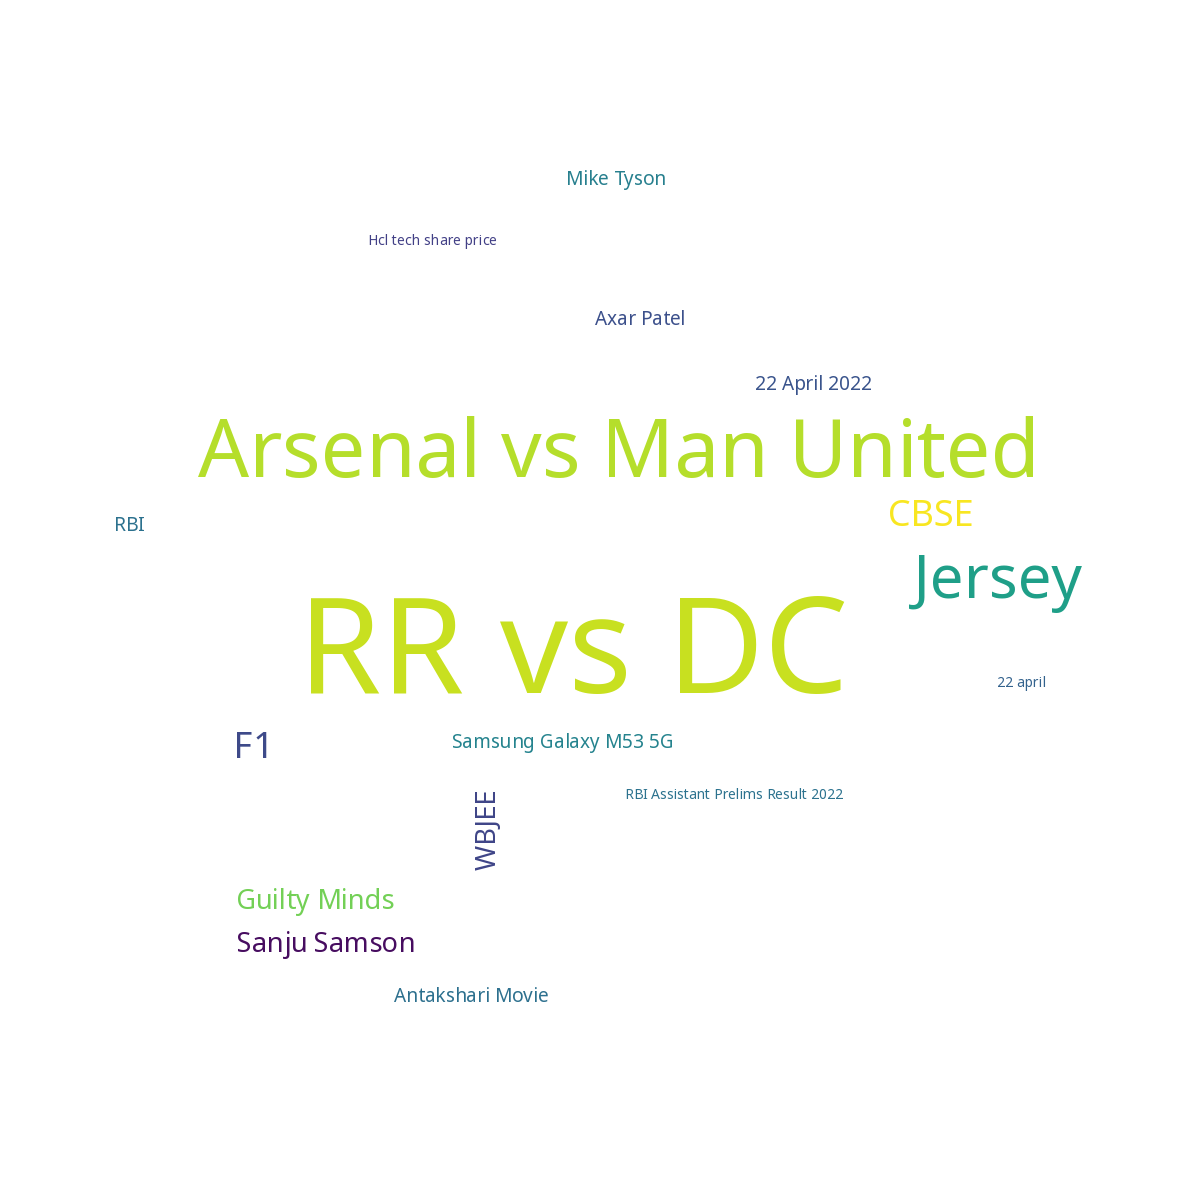 Mike Tyson
Hcl tech share price
Axar Patel
22 April 2022
Arsenal vs Man United
CBSE
RBI
Jersey
RR vs DC
22 april
F1
Samsung Galaxy M53 5G
RBI Assistant Prelims Result 2022
WBJEE
Guilty Minds
Sanju Samson
Antakshari Movie